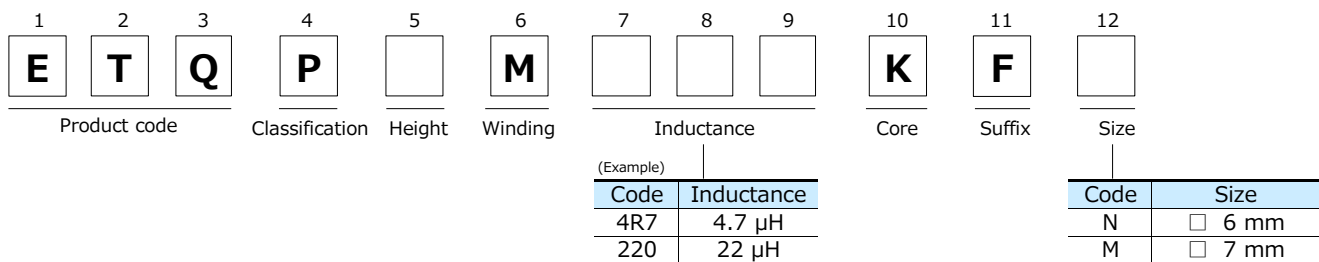 1 2 3 4 5 6 7 8 9 10 11 12
E T Q P M K F
Product code Classification Height Winding Inductance Core Suffix Size
(Example)
Code Inductance Code Size
4R7 4.7 µH N □ 6 mm
220 22 µH M □ 7 mm